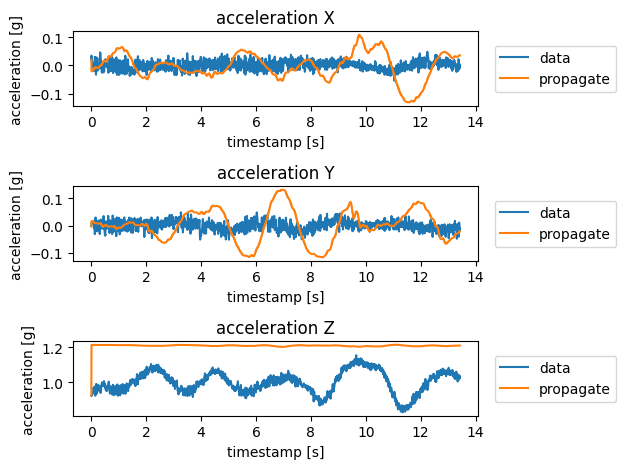 acceleration X
acceleration [g]
0.1
0.0
−0.1
0 2 4 6 8 10 12 14
timestamp [s]
data
propagate
acceleration Y
acceleration [g]
0.1
0.0
−0.1
0 2 4 6 8 10 12 14
timestamp [s]
data
propagate
acceleration Z
acceleration [g]
1.2
1.0
0 2 4 6 8 10 12 14
timestamp [s]
data
propagate